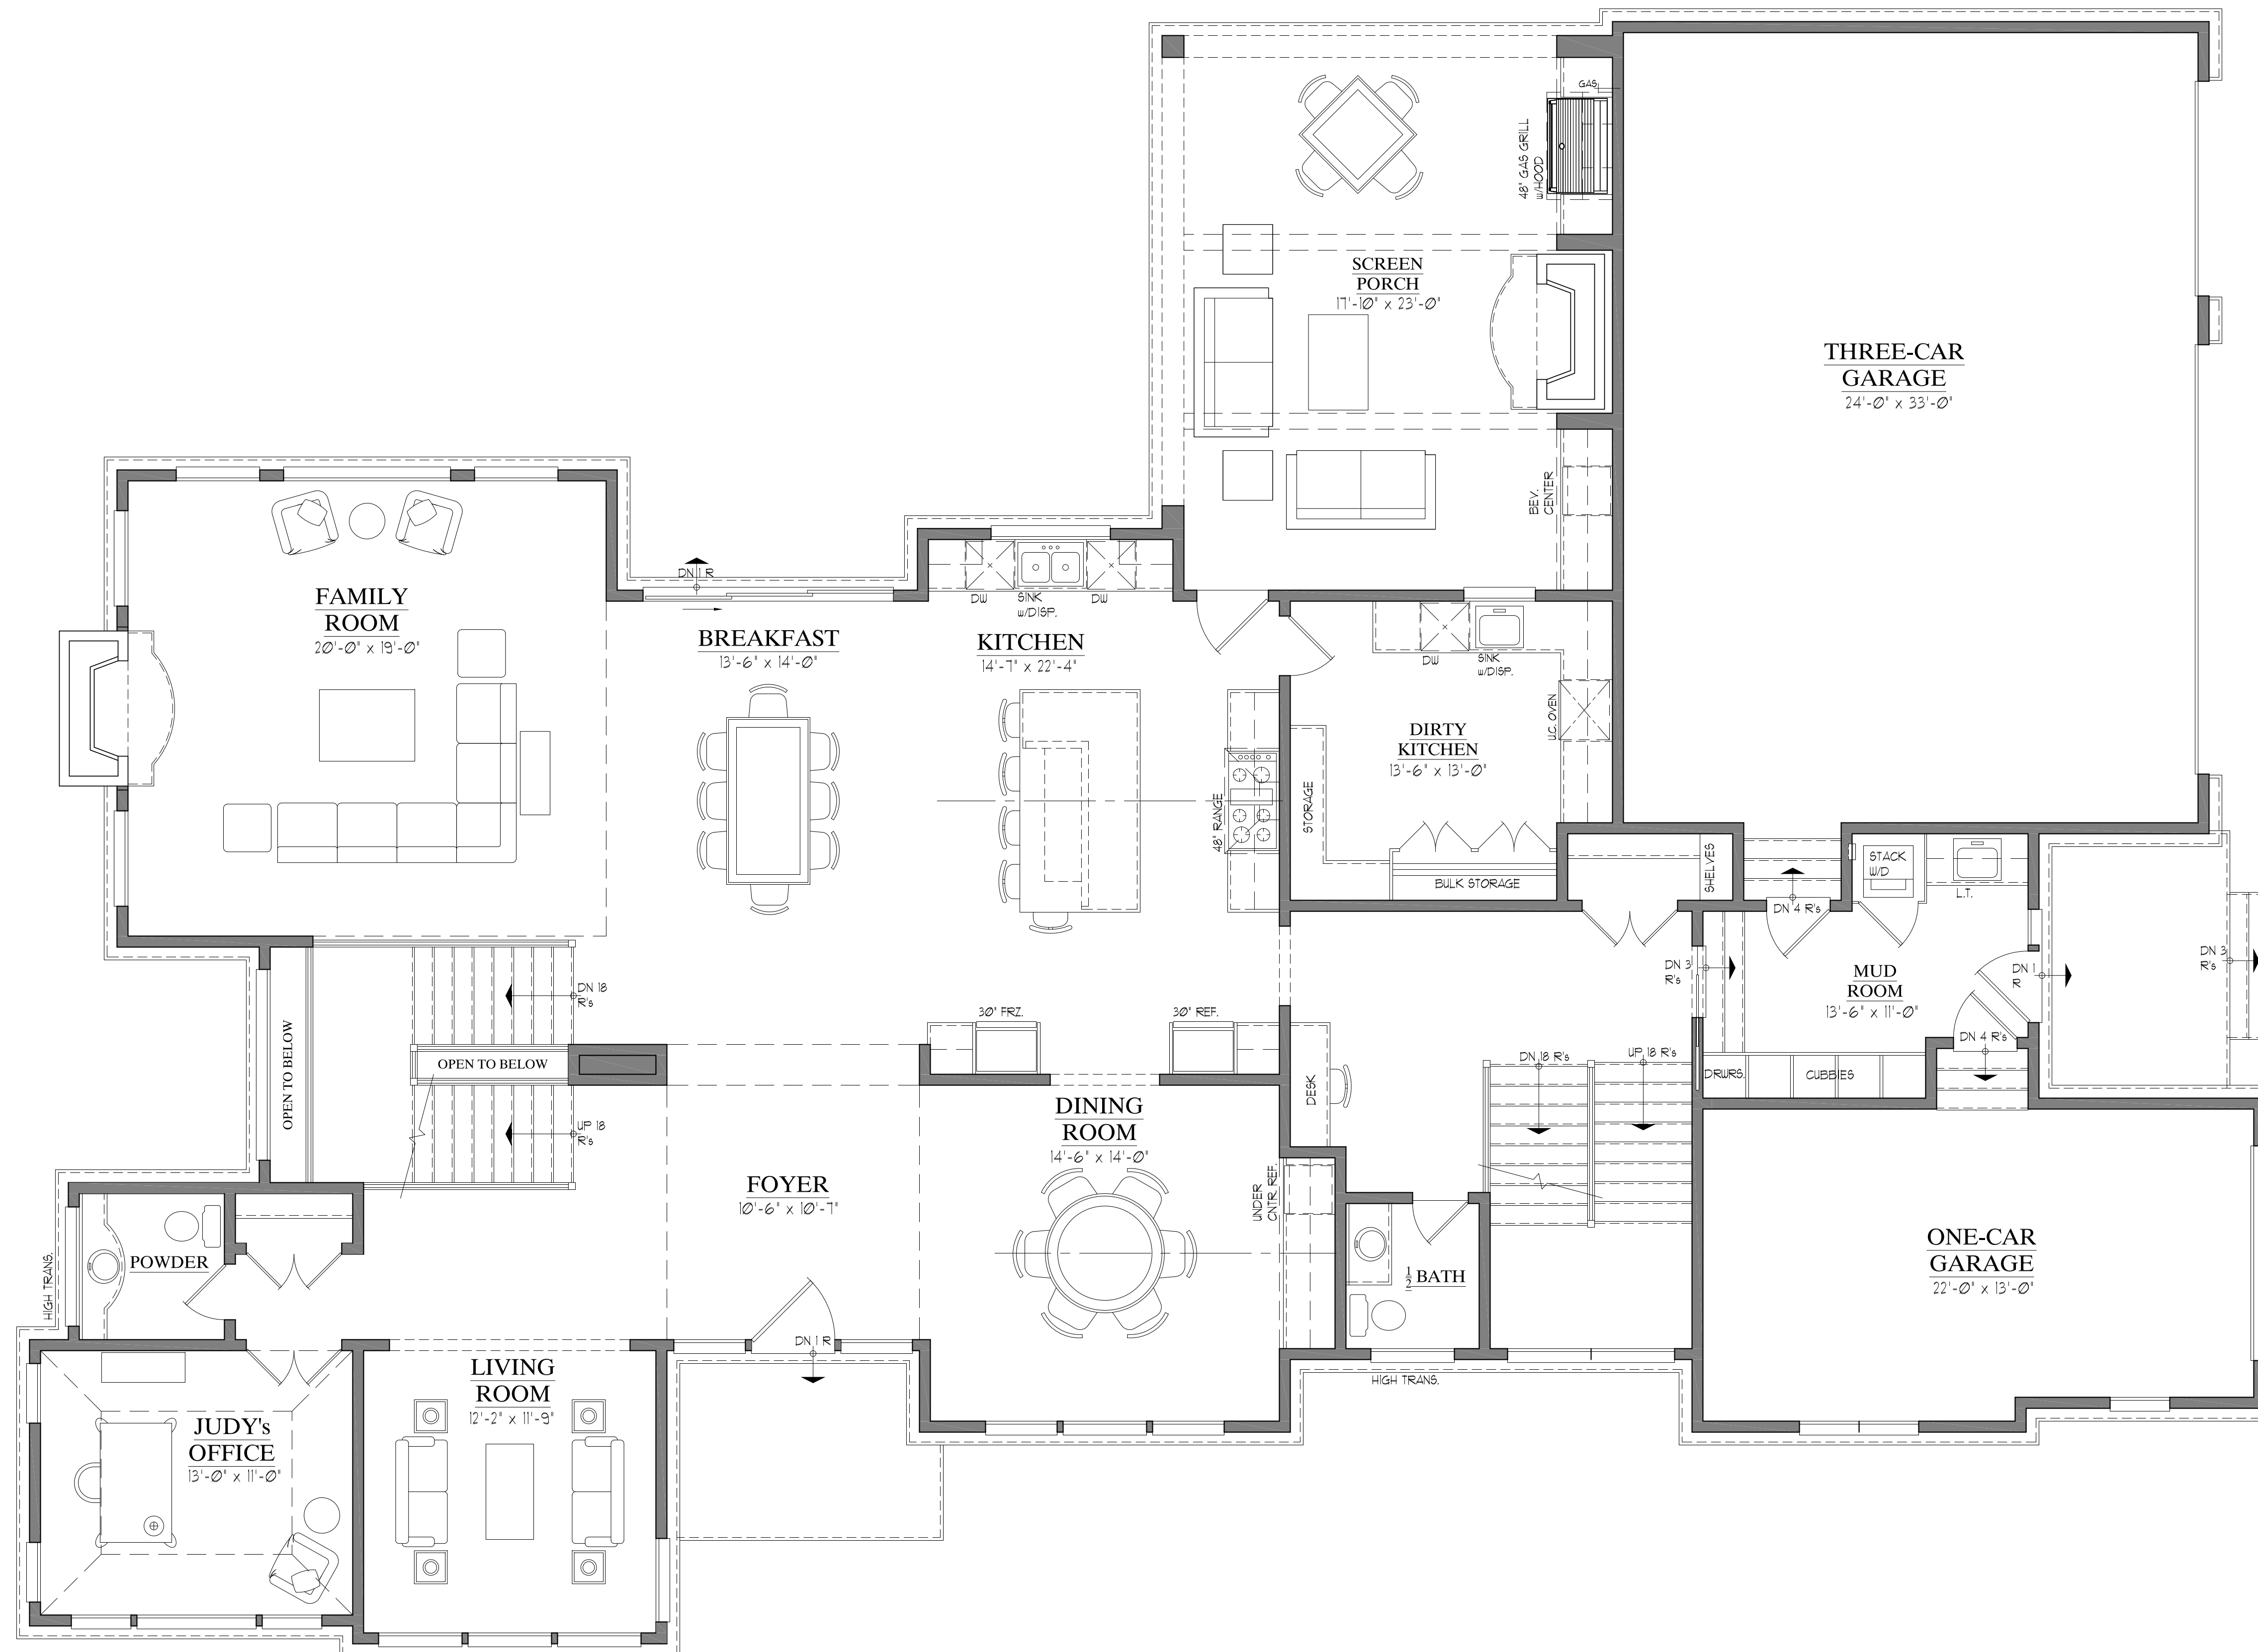 GAS
48" GAS GRILL
w/HOOD
SCREEN
PORCH
17'-10" x 23'-0"
THREE-CAR
GARAGE
24'-0" x 33'-0"
BEV.
CENTER
DN 1 R
DW
SINK
w/DISP.
DW
FAMILY
ROOM
20'-0" x 19'-0"
BREAKFAST
13'-6" x 14'-0"
KITCHEN
14'-7" x 22'-4"
DW
SINK
w/DISP.
U.C. OVEN
DIRTY
KITCHEN
13'-6" x 13'-0"
48" RANGE
STORAGE
BULK STORAGE
SHELVES
STACK
W/D
L.T.
DN 4 R's
DN 3
R's
MUD
ROOM
13'-6" x 11'-0"
DN 1
R
DN 3
R's
DN 18
R's
30" FRZ.
30" REF.
DN 4 R's
OPEN TO BELOW
OPEN TO BELOW
DN 18 R's
UP 18 R's
DRWRS.
CUBBIES
DESK
UP 18
R's
DINING
ROOM
14'-6" x 14'-0"
FOYER
10'-6" x 10'-7"
UNDER
CNTR REF.
HIGH TRANS.
POWDER
1/2 BATH
ONE-CAR
GARAGE
22'-0" x 13'-0"
DN 1 R
HIGH TRANS.
LIVING
ROOM
12'-2" x 11'-9"
JUDY's
OFFICE
13'-0" x 11'-0"